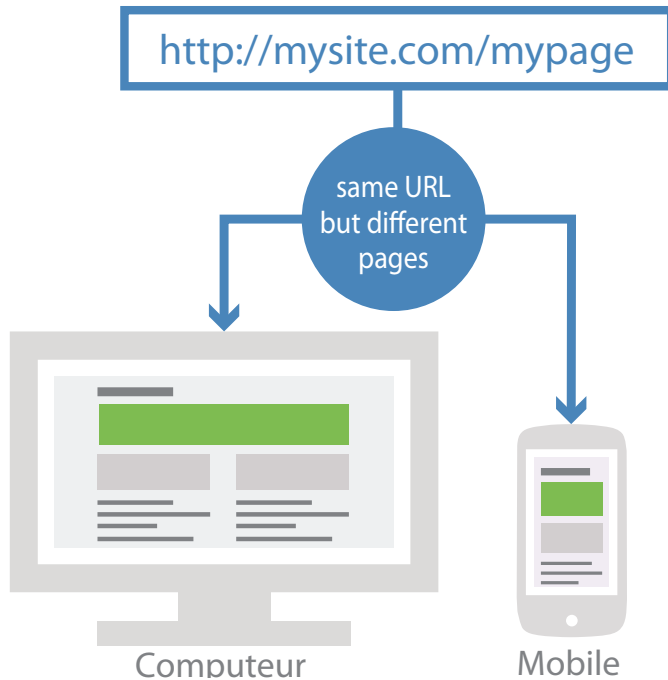 http://mysite.com/mypage
same URL
but different
pages
Computeur
Mobile